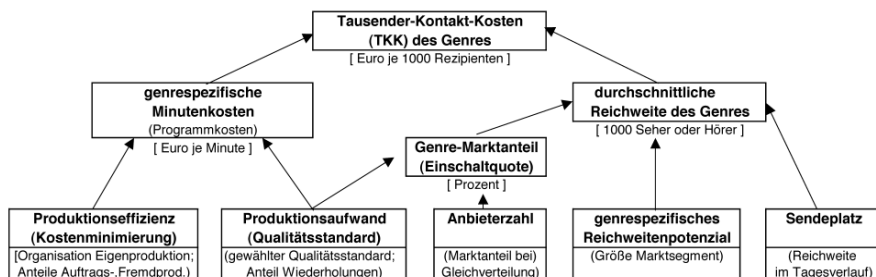 Tausender-Kontakt-Kosten
(TKK) des Genres
[ Euro je 1000 Rezipienten ]
genrespezifische
Minutenkosten
(Programmkosten)
[ Euro je Minute ]
durchschnittliche
Reichweite des Genres
[ 1000 Seher oder Hörer ]
Genre-Marktanteil
(Einschaltquote)
[ Prozent ]
Produktionseffizienz
(Kostenminimierung)
[Organisation Eigenproduktion;
Anteile Auftrags-,Fremdprod.)
Produktionsaufwand
(Qualitätsstandard)
(gewählter Qualitätsstandard;
Anteil Wiederholungen)
Anbieterzahl
(Marktanteil bei)
Gleichverteilung)
genrespezifisches
Reichweitenpotenzial
(Größe Marktsegment)
Sendeplatz
(Reichweite
im Tagesverlauf)